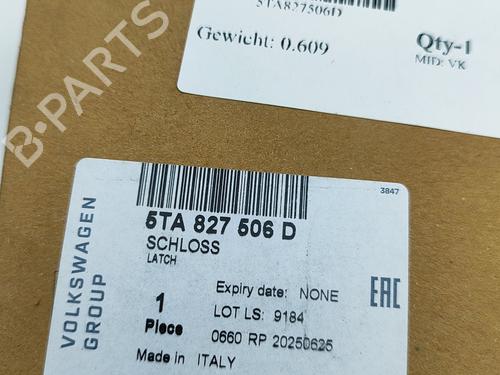 5TA827506D
Gewicht: 0.609
Qty-1
MID: VK
B-PARTS
3847
5TA 827 506 D
SCHLOSS
LATCH
VOLKSWAGEN
GROUP
1
Piece
Expiry date: NONE
LOT LS: 9184
0660 RP 20250625
Made in ITALY
EAC